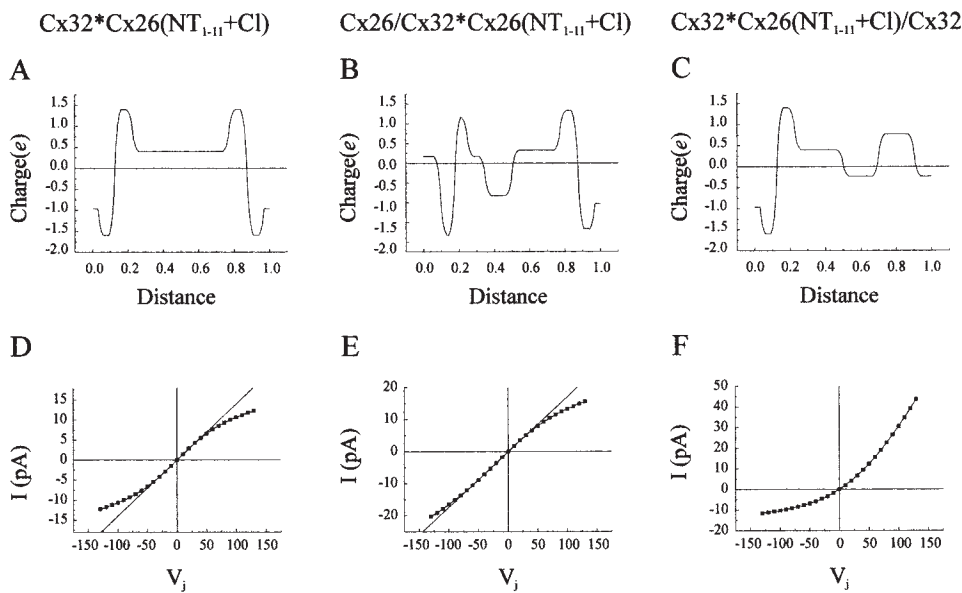 Cx32*Cx26(NT1-11+Cl) Cx26/Cx32*Cx26(NT1-11+Cl) Cx32*Cx26(NT1-11+Cl)/Cx32
A B C
Charge(e) Charge(e) Charge(e)
1.5 1.5 1.5
1.0 1.0 1.0
0.5 0.5 0.5
0.0 0.0 0.0
-0.5 -0.5 -0.5
-1.0 -1.0 -1.0
-1.5 -1.5 -1.5
-2.0 -2.0 -2.0
0.0 0.2 0.4 0.6 0.8 1.0 0.0 0.2 0.4 0.6 0.8 1.0 0.0 0.2 0.4 0.6 0.8 1.0
Distance Distance Distance
D E F
I (pA) I (pA) I (pA)
15 10 5 0 -5 -10 -15
20 10 0 -10 -20
50 40 30 20 10 0 -10 -20
-150 -100 -50 0 50 100 150 -150 -100 -50 0 50 100 150 -150 -100 -50 0 50 100 150
Vj Vj Vj